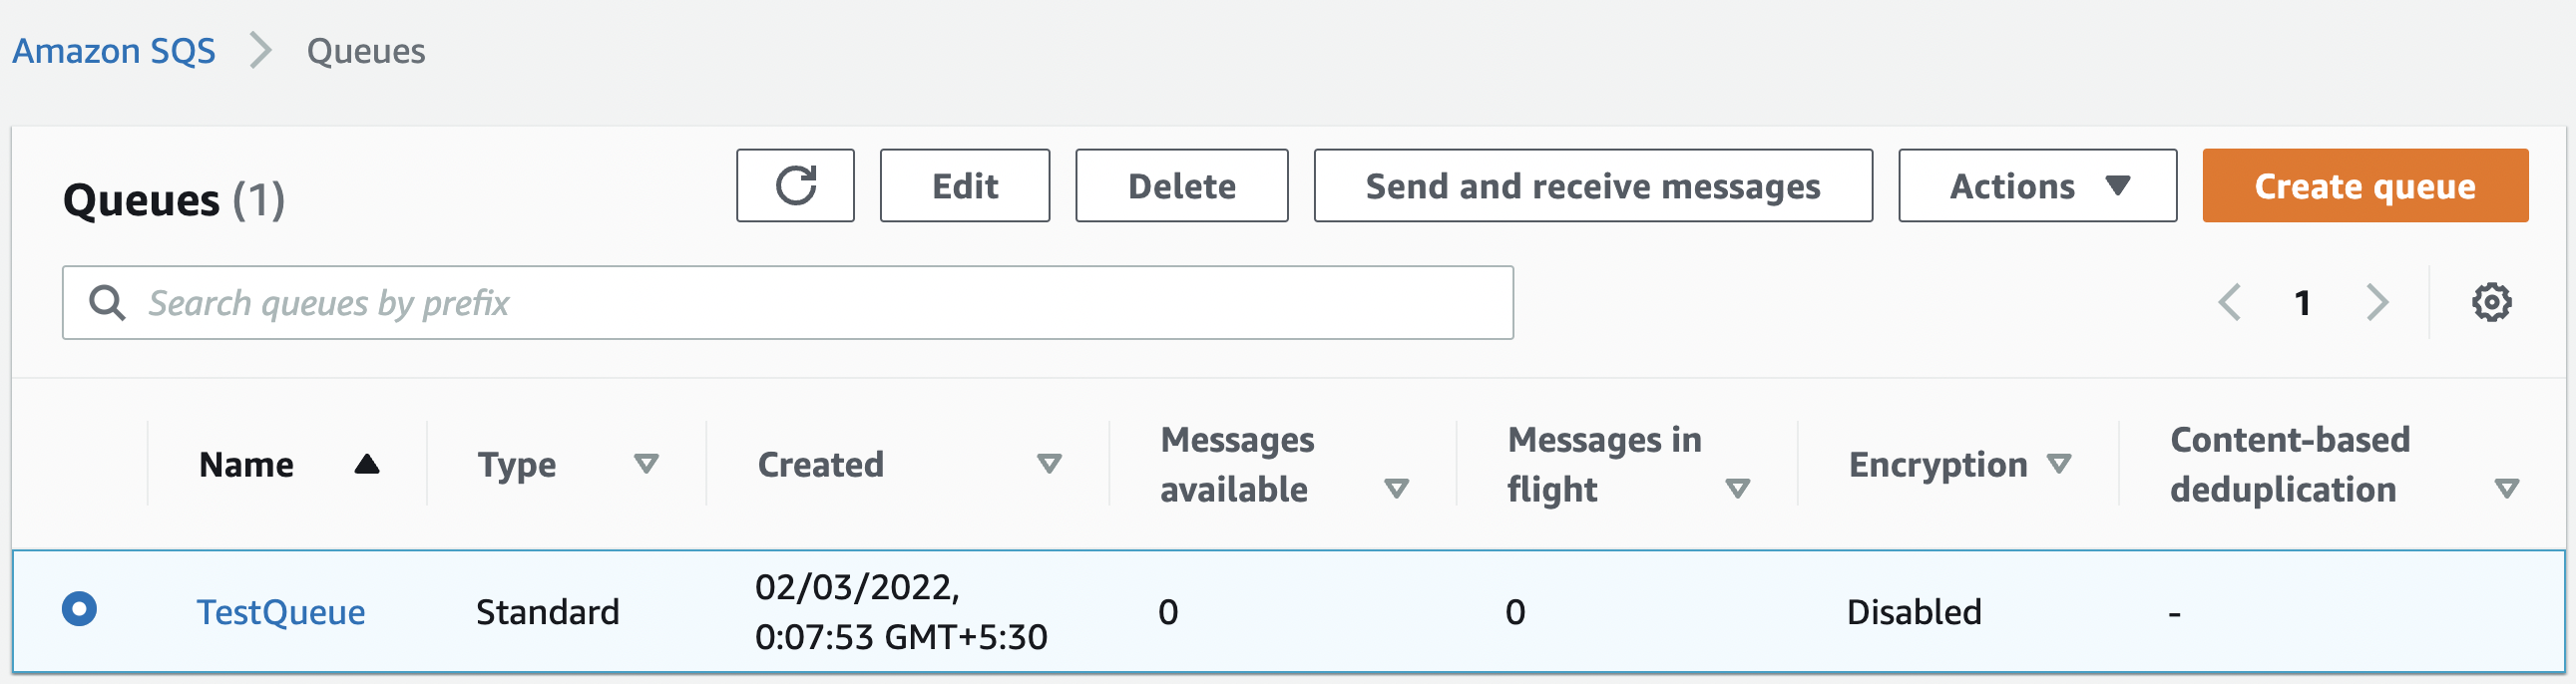 Amazon SQS Queues
Queues (1) Edit Delete Send and receive messages Actions Create queue
Search queues by prefix 1
Name Type Created Messages available Messages in flight Encryption Content-based deduplication
TestQueue Standard 02/03/2022, 0:07:53 GMT+5:30 0 0 Disabled -